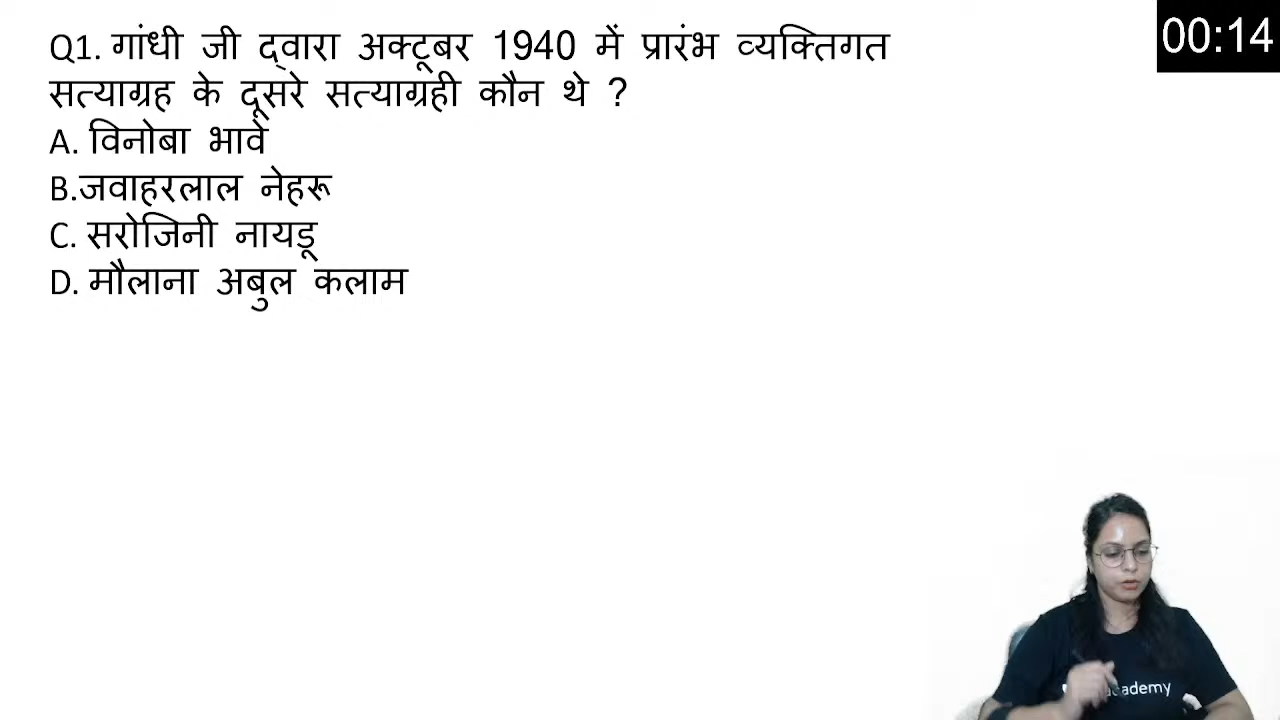 Q1. गांधी जी द्वारा अक्टूबर 1940 में प्रारंभ व्यक्तिगत
सत्याग्रह के दूसरे सत्याग्रही कौन थे ?
A. विनोबा भावे
B.जवाहरलाल नेहरू
C. सरोजिनी नायडू
D. मौलाना अबुल कलाम
00:14